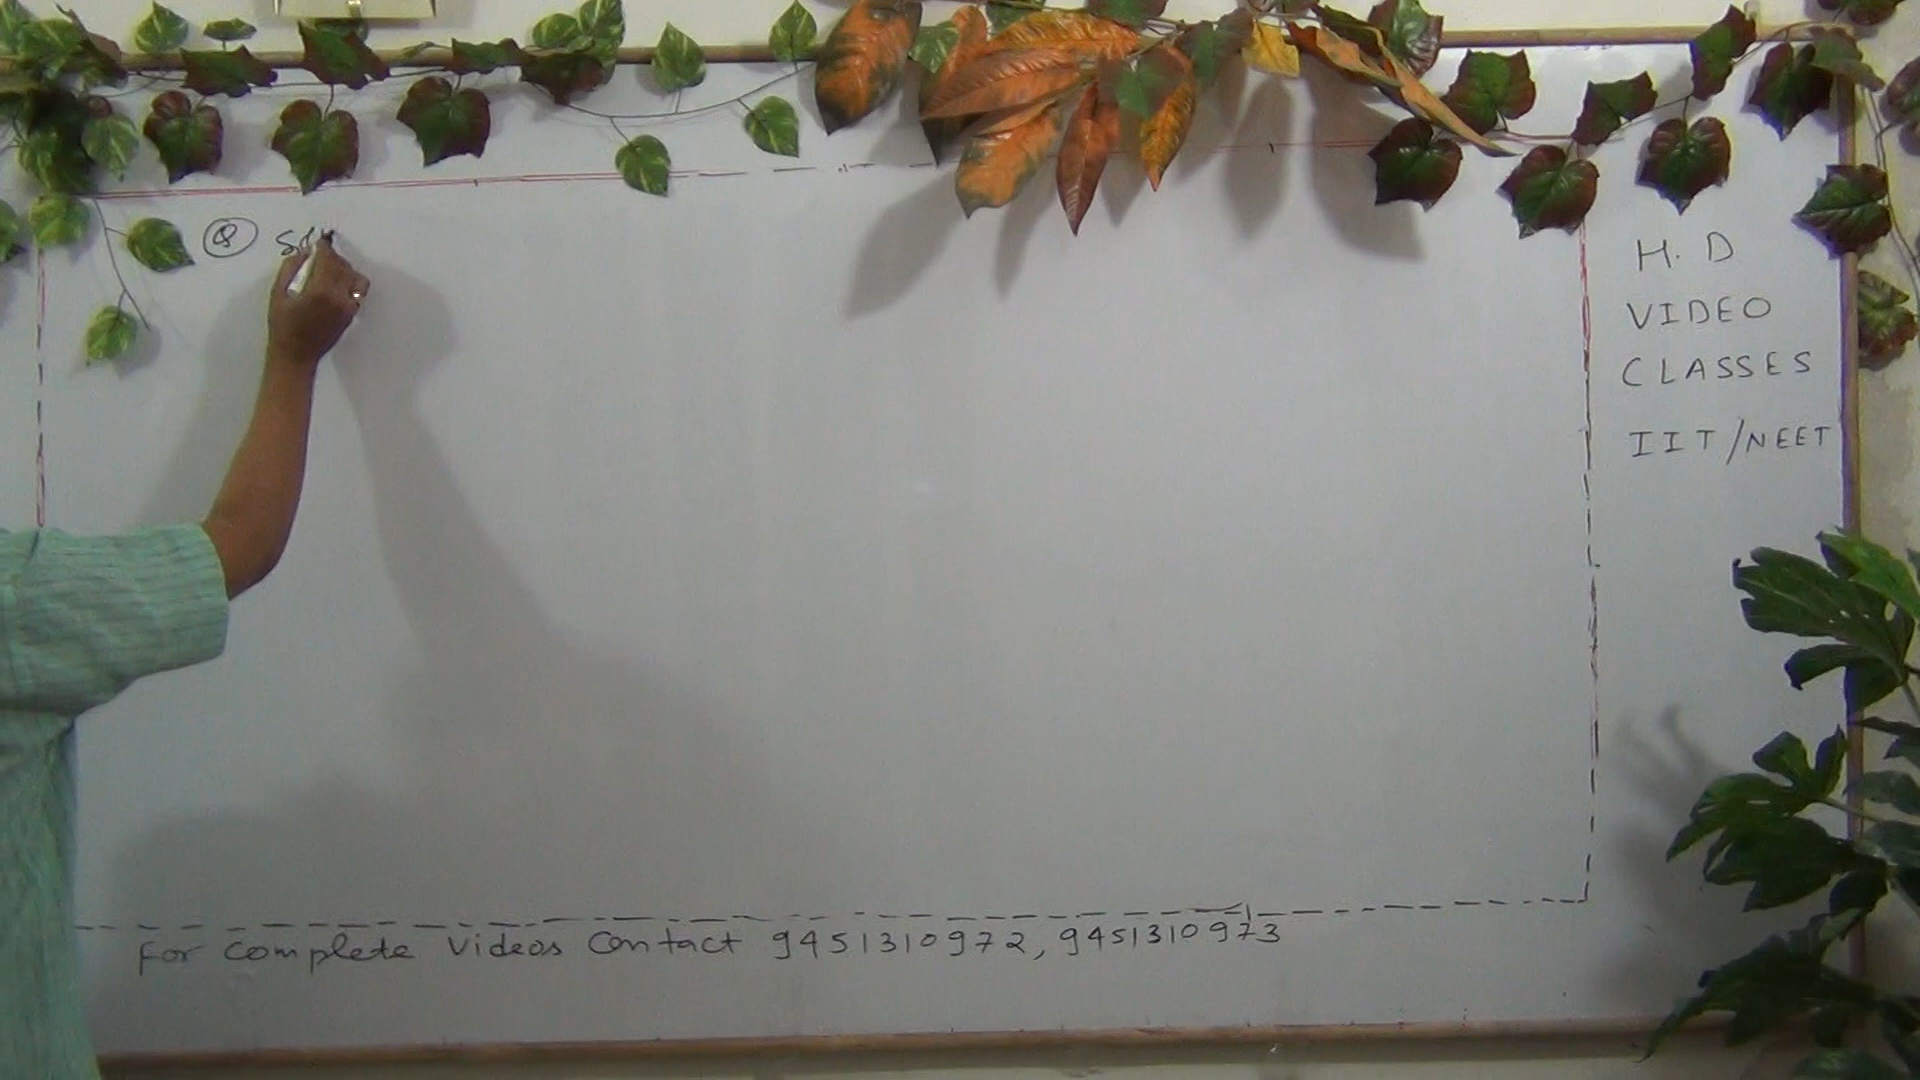 Q
H. D
VIDEO
CLASSES
IIT/NEET
For Complete Videos Contact 9451310972, 9451310973